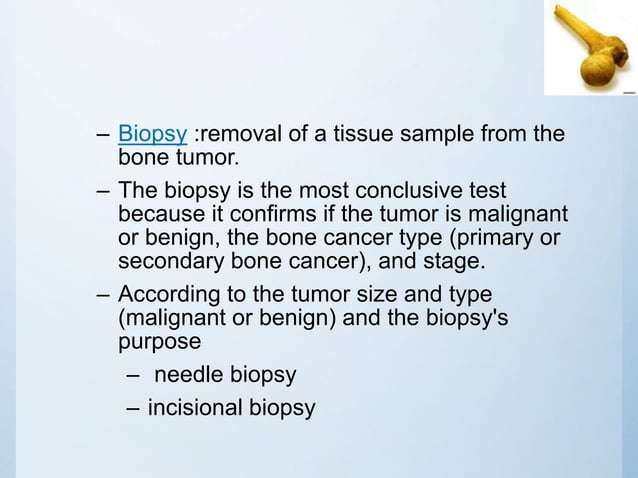 – Biopsy :removal of a tissue sample from the
bone tumor.
– The biopsy is the most conclusive test
because it confirms if the tumor is malignant
or benign, the bone cancer type (primary or
secondary bone cancer), and stage.
– According to the tumor size and type
(malignant or benign) and the biopsy's
purpose
– needle biopsy
– incisional biopsy